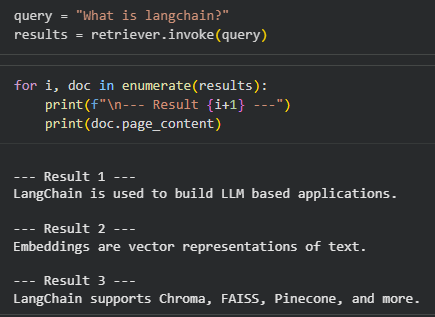 query = "What is langchain?"
results = retriever.invoke(query)
for i, doc in enumerate(results):
    print(f"\n--- Result {i+1} ---")
    print(doc.page_content)
--- Result 1 ---
LangChain is used to build LLM based applications.
--- Result 2 ---
Embeddings are vector representations of text.
--- Result 3 ---
LangChain supports Chroma, FAISS, Pinecone, and more.